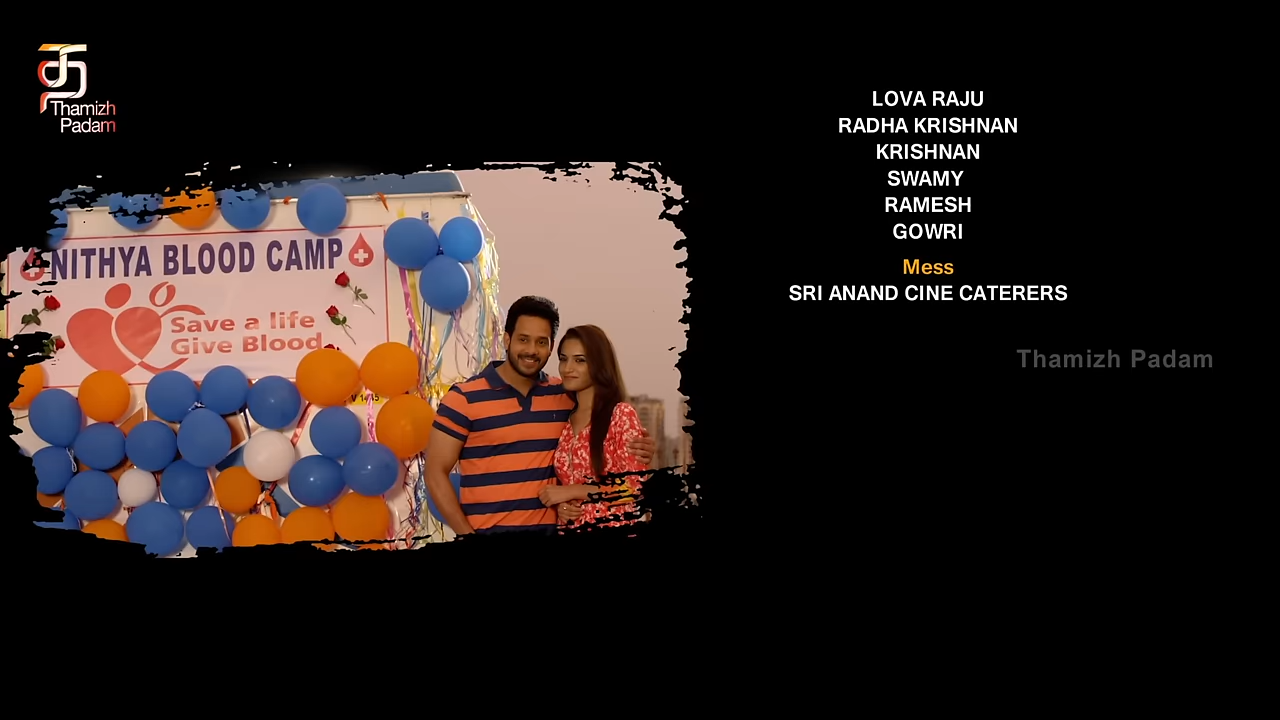 Thamizh
Padam
LOVA RAJU
RADHA KRISHNAN
KRISHNAN
SWAMY
RAMESH
GOWRI
Mess
SRI ANAND CINE CATERERS
NITHYA BLOOD CAMP
Save a life
Give Blood
Thamizh Padam